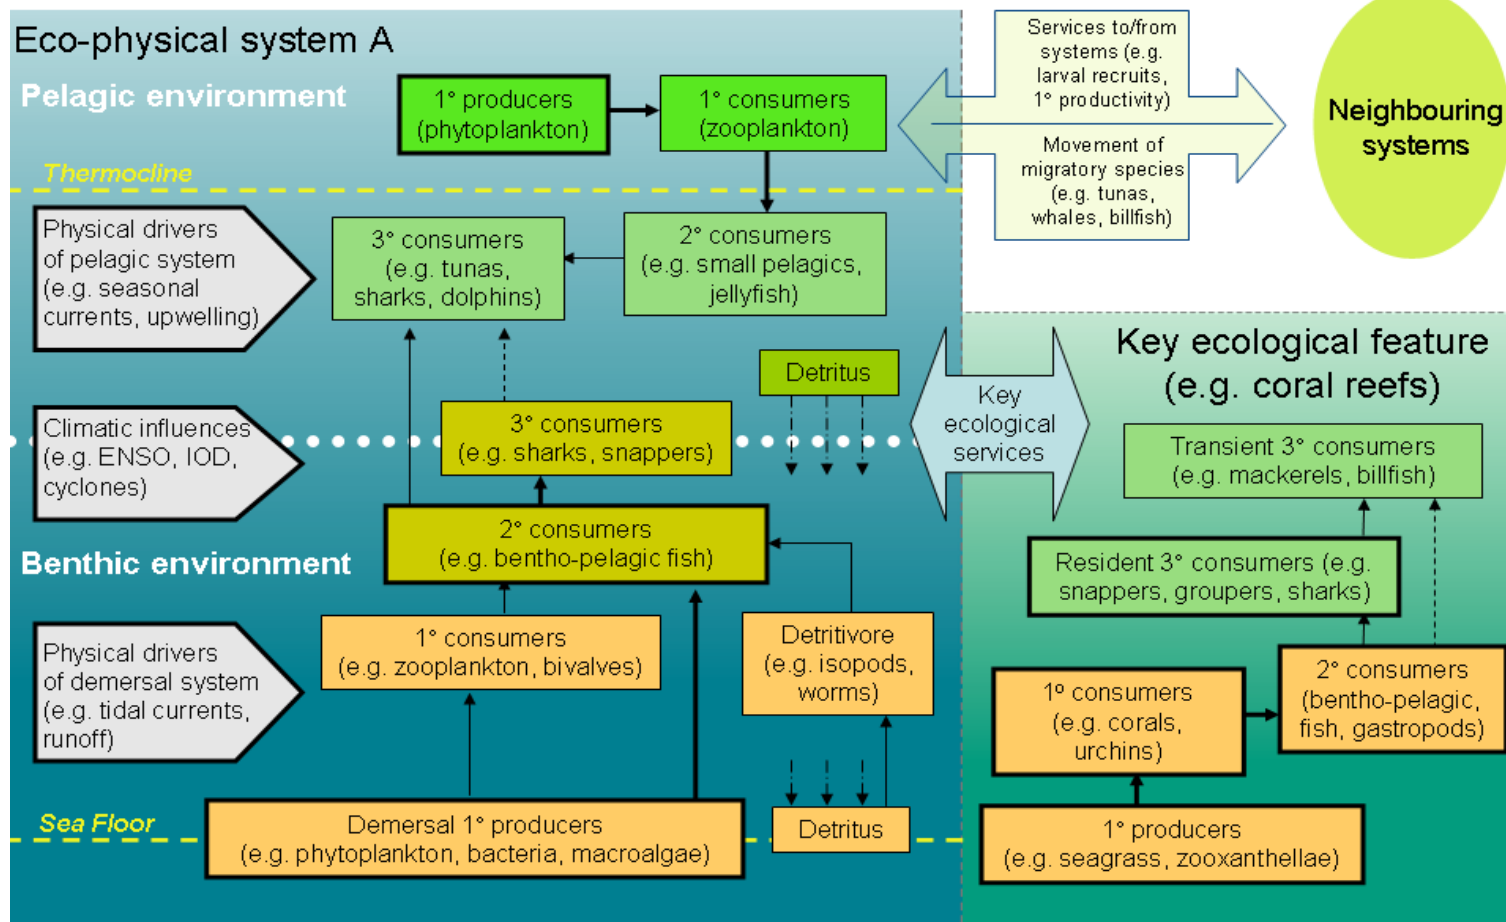 Eco-physical system A
Pelagic environment
1° producers
(phytoplankton)
1° consumers
(zooplankton)
Services to/from
systems (e.g.
larval recruits,
1° productivity)
Movement of
migratory species
(e.g. tunas,
whales, billfish)
Neighbouring
systems
Thermocline
Physical drivers
of pelagic system
(e.g. seasonal
currents, upwelling)
3° consumers
(e.g. tunas,
sharks, dolphins)
2° consumers
(e.g. small pelagics,
jellyfish)
Detritus
Key
ecological
services
Key ecological feature
(e.g. coral reefs)
Climatic influences
(e.g. ENSO, IOD,
cyclones)
3° consumers
(e.g. sharks, snappers)
Transient 3° consumers
(e.g. mackerels, billfish)
Benthic environment
2° consumers
(e.g. bentho-pelagic fish)
Resident 3° consumers (e.g.
snappers, groupers, sharks)
Physical drivers
of demersal system
(e.g. tidal currents,
runoff)
1° consumers
(e.g. zooplankton, bivalves)
Detritivore
(e.g. isopods,
worms)
1º consumers
(e.g. corals,
urchins)
2° consumers
(bentho-pelagic,
fish, gastropods)
Sea Floor
Demersal 1° producers
(e.g. phytoplankton, bacteria, macroalgae)
Detritus
1° producers
(e.g. seagrass, zooxanthellae)